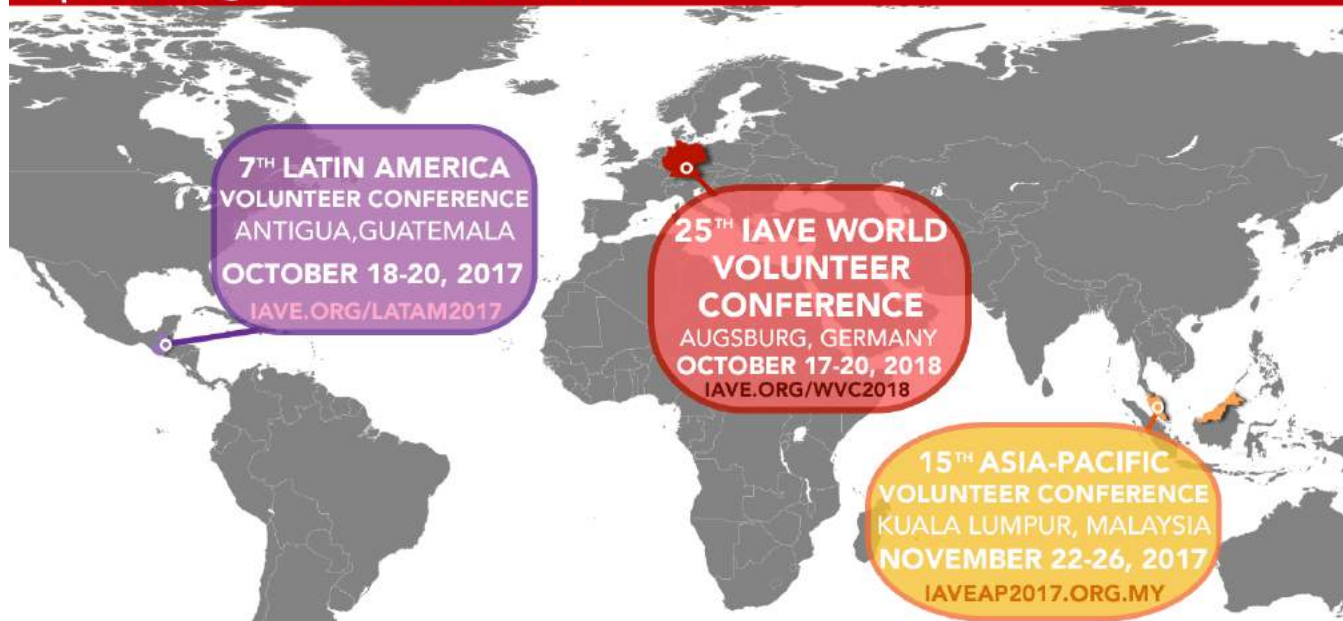 7TH LATIN AMERICA
VOLUNTEER CONFERENCE
ANTIGUA,GUATEMALA
OCTOBER 18-20, 2017
IAVE.ORG/LATAM2017
25TH IAVE WORLD
VOLUNTEER
CONFERENCE
AUGSBURG, GERMANY
OCTOBER 17-20, 2018
IAVE.ORG/WVC2018
15TH ASIA-PACIFIC
VOLUNTEER CONFERENCE
KUALA LUMPUR, MALAYSIA
NOVEMBER 22-26, 2017
IAVEAP2017.ORG.MY